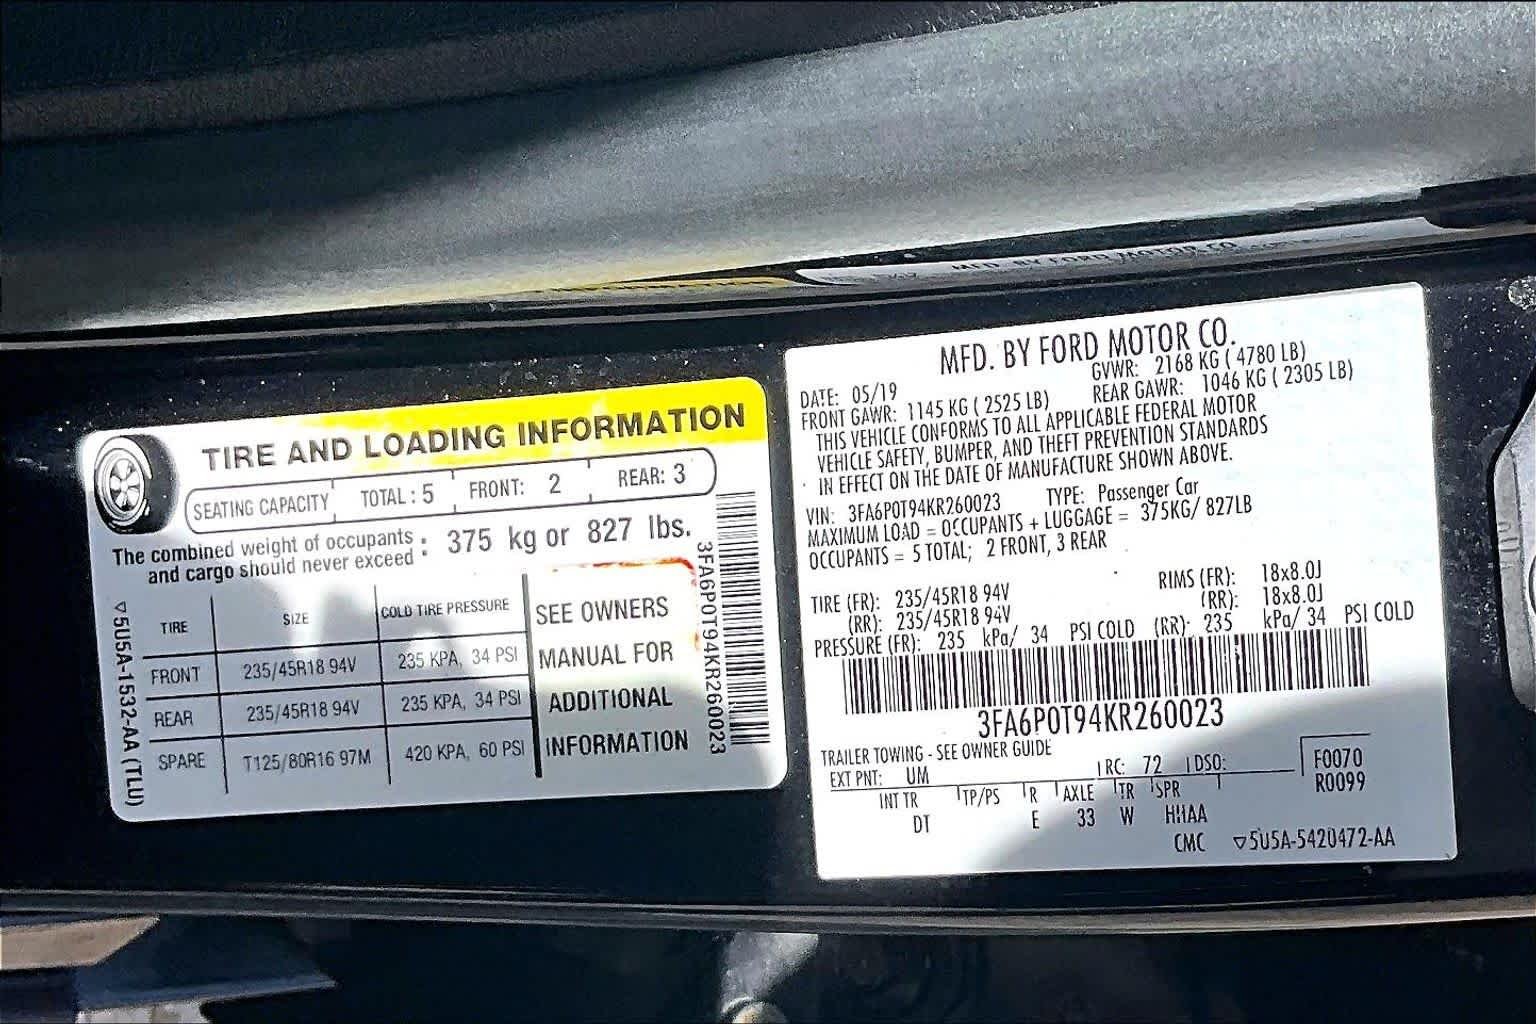 TIRE AND LOADING INFORMATION
SEATING CAPACITY TOTAL : 5 FRONT: 2 REAR: 3
The combined weight of occupants
and cargo should never exceed : 375 kg or 827 lbs.
TIRE SIZE COLD TIRE PRESSURE
FRONT 235/45R18 94V 235 KPA, 34 PSI
REAR 235/45R18 94V 235 KPA, 34 PSI
SPARE T125/80R16 97M 420 KPA, 60 PSI
SEE OWNERS
MANUAL FOR
ADDITIONAL
INFORMATION
3FA6P0T94KR260023
▽5U5A-1532-AA (TLU)
MFD. BY FORD MOTOR CO.
MFD. BY FORD MOTOR CO.
DATE: 05/19 GVWR: 2168 KG ( 4780 LB)
FRONT GAWR: 1145 KG ( 2525 LB) REAR GAWR: 1046 KG ( 2305 LB)
THIS VEHICLE CONFORMS TO ALL APPLICABLE FEDERAL MOTOR
VEHICLE SAFETY, BUMPER, AND THEFT PREVENTION STANDARDS
IN EFFECT ON THE DATE OF MANUFACTURE SHOWN ABOVE.
VIN: 3FA6P0T94KR260023 TYPE: Passenger Car
MAXIMUM LOAD = OCCUPANTS + LUGGAGE = 375KG/ 827LB
OCCUPANTS = 5 TOTAL; 2 FRONT, 3 REAR
TIRE (FR): 235/45R18 94V RIMS (FR): 18x8.0J
(RR): 235/45R18 94V (RR): 18x8.0J
PRESSURE (FR): 235 kPa/ 34 PSI COLD (RR): 235 kPa/ 34 PSI COLD
3FA6P0T94KR260023
TRAILER TOWING - SEE OWNER GUIDE
EXT PNT: UM RC: 72 DSO: F0070
R0099
INT TR TP/PS R AXLE TR SPR
DT E 33 W HHAA
CMC ▽5U5A-5420472-AA